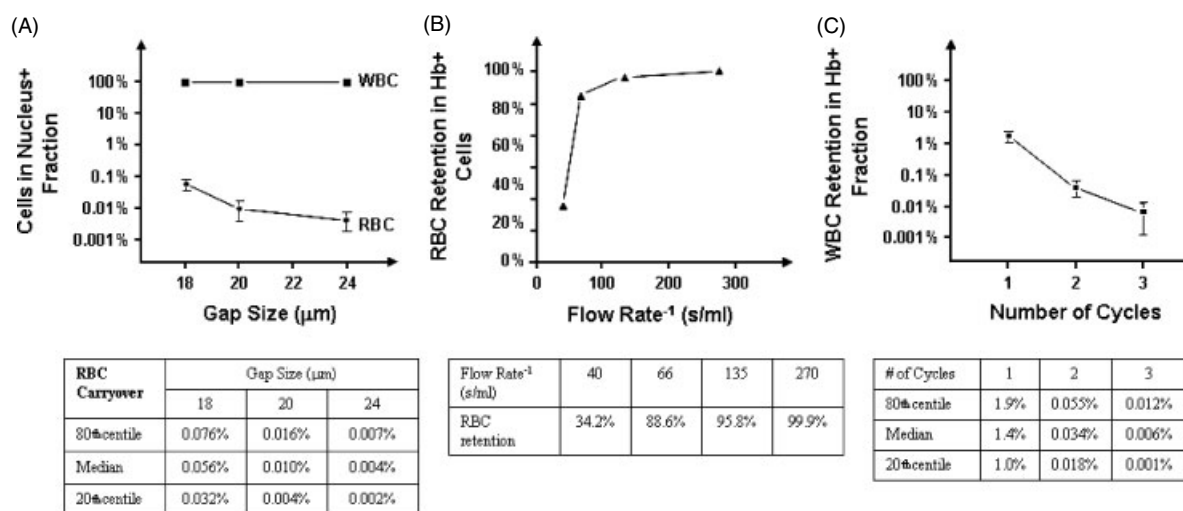 (A)
Cells in Nucleus+
Fraction
100%
10%
1%
0.1%
0.01%
0.001%
WBC
RBC
18
20
22
24
Gap Size (μm)
(B)
RBC Retention in Hb+
Cells
100%
80%
60%
40%
20%
0%
0
100
200
300
Flow Rate⁻¹ (s/ml)
(C)
WBC Retention in Hb+
Fraction
100%
10%
1%
0.1%
0.01%
0.001%
1
2
3
Number of Cycles
RBC Carryover
Gap Size (μm)
18 20 24
80th centile 0.076% 0.016% 0.007%
Median 0.056% 0.010% 0.004%
20th centile 0.032% 0.004% 0.002%
Flow Rate⁻¹ (s/ml) 40 66 135 270
RBC retention 34.2% 88.6% 95.8% 99.9%
# of Cycles 1 2 3
80th centile 1.9% 0.055% 0.012%
Median 1.4% 0.034% 0.006%
20th centile 1.0% 0.018% 0.001%